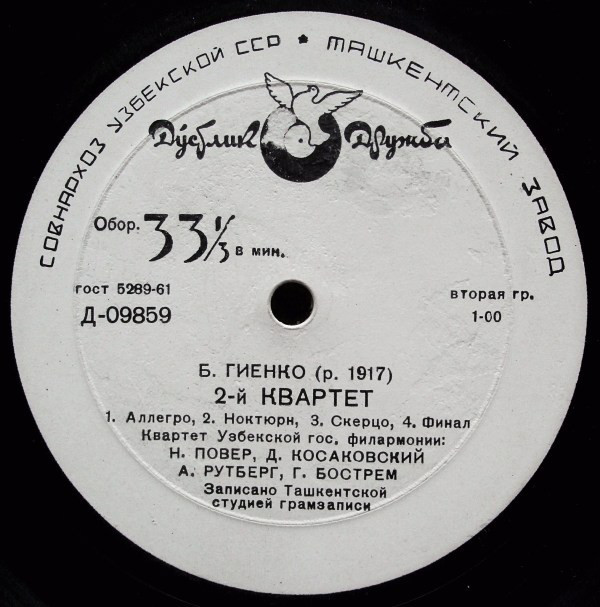 СОВНАРХОЗ УЗБЕКСКОЙ ССР ★ ТАШКЕНТСКИЙ ЗАВОД
Дӯстлик Дружба
Обор. 33⅓ в мин.
гост 5289-61
Д-09859
вторая гр.
1-00
Б. ГИЕНКО (р. 1917)
2-й КВАРТЕТ
1. Аллегро, 2. Ноктюрн, 3. Скерцо, 4. Финал
Квартет Узбекской гос. филармонии:
Н. ПОВЕР, Д. КОСАКОВСКИЙ
А. РУТБЕРГ, Г. БОСТРЕМ
Записано Ташкентской
студией грамзаписи